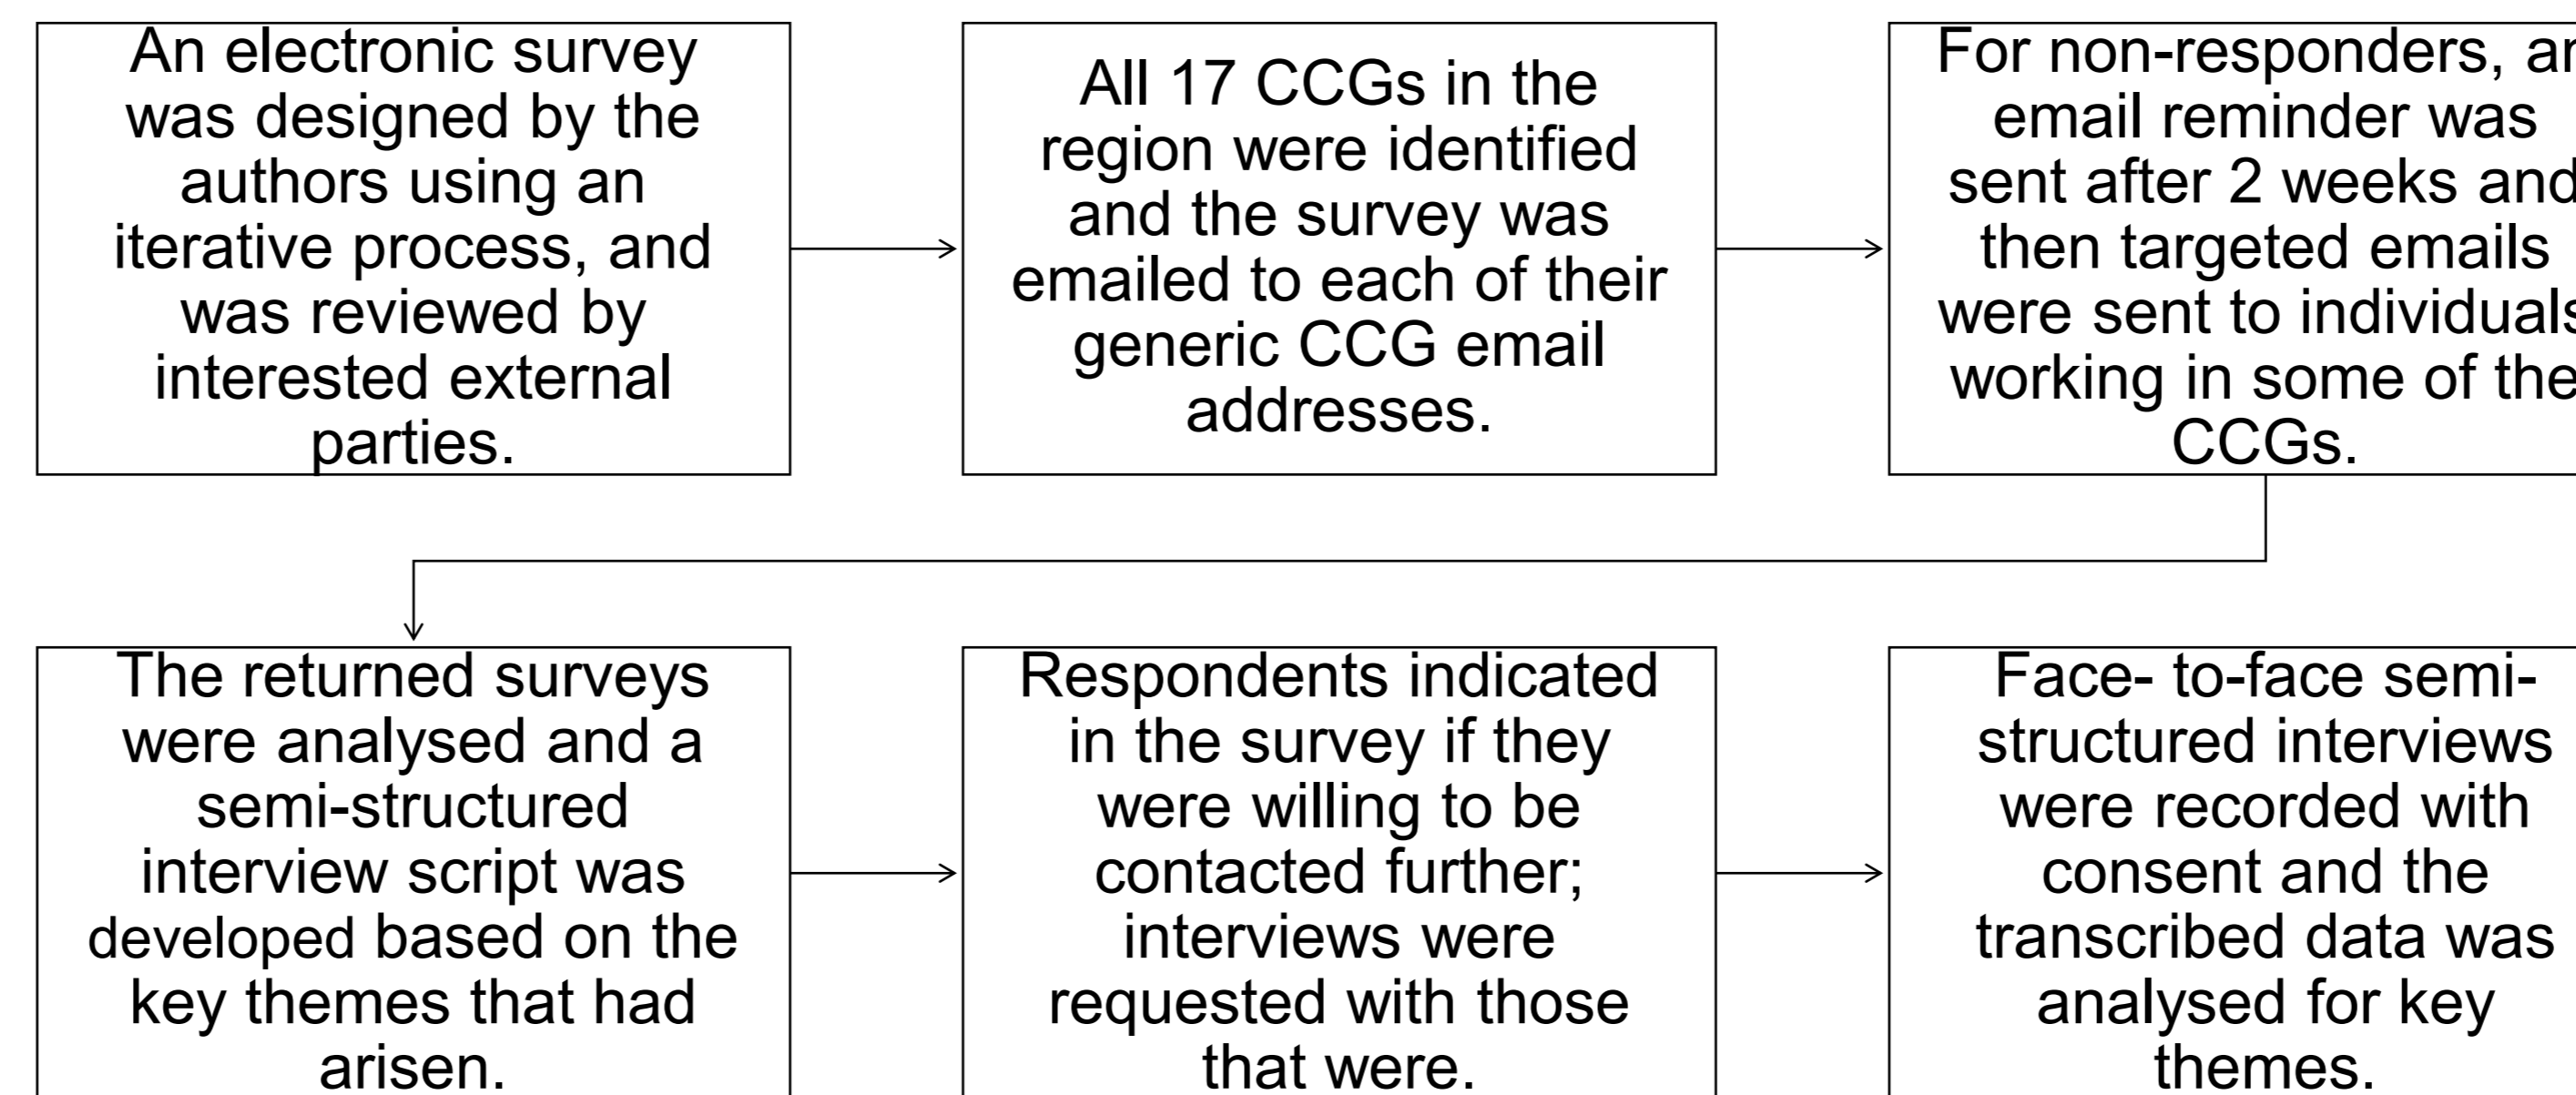 An electronic survey
was designed by the
authors using an
iterative process, and
was reviewed by
interested external
parties.
All 17 CCGs in the
region were identified
and the survey was
emailed to each of their
generic CCG email
addresses.
For non-responders, an
email reminder was
sent after 2 weeks and
then targeted emails
were sent to individuals
working in some of the
CCGs.
The returned surveys
were analysed and a
semi-structured
interview script was
developed based on the
key themes that had
arisen.
Respondents indicated
in the survey if they
were willing to be
contacted further;
interviews were
requested with those
that were.
Face- to-face semi-
structured interviews
were recorded with
consent and the
transcribed data was
analysed for key
themes.